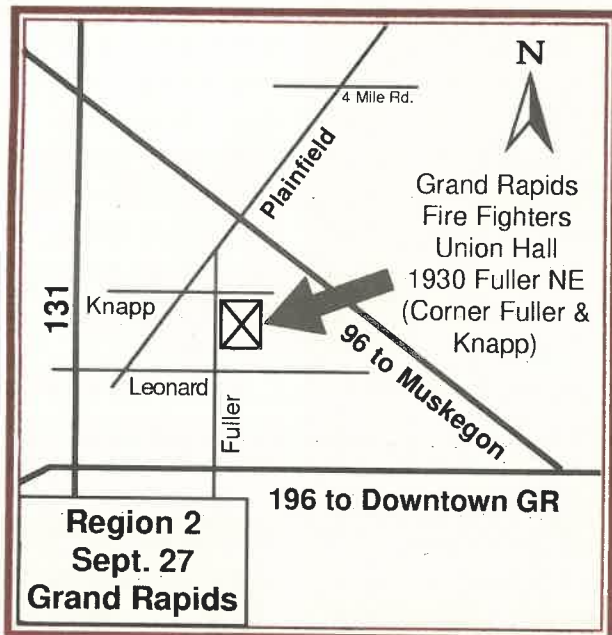 N
4 Mile Rd.
Plainfield
Grand Rapids
Fire Fighters
Union Hall
1930 Fuller NE
(Corner Fuller &
Knapp)
131
Knapp
96 to Muskegon
Leonard
Fuller
196 to Downtown GR
Region 2
Sept. 27
Grand Rapids